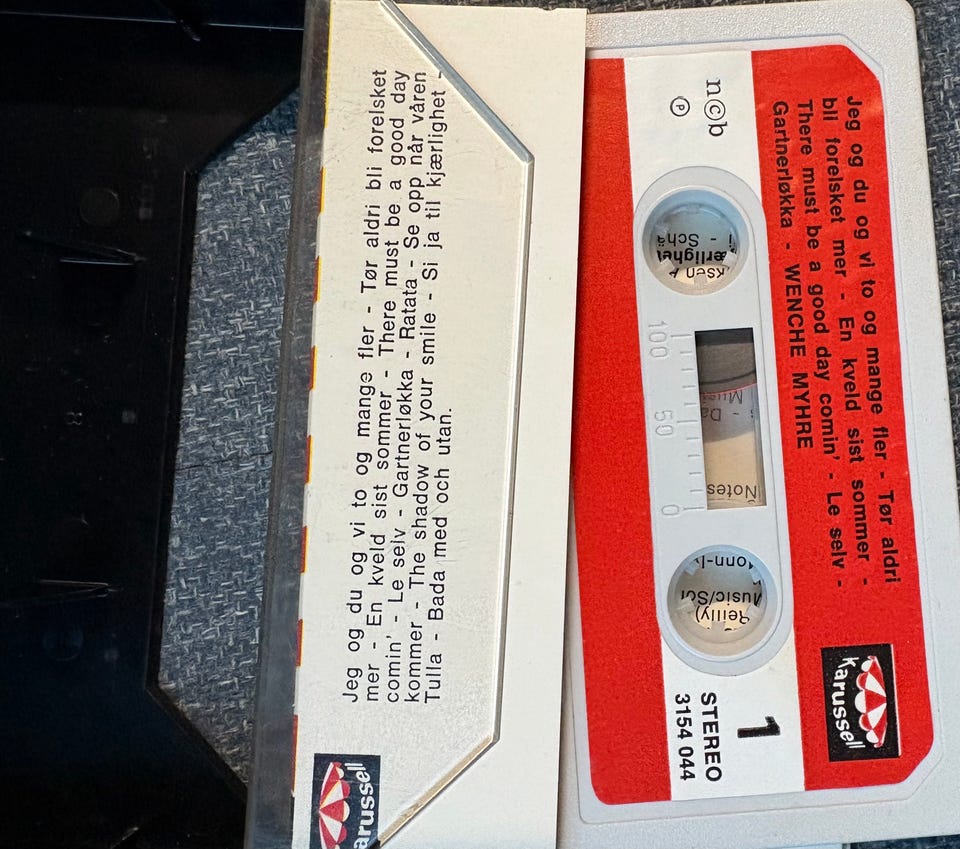 Jeg og du og vi to og mange fler - Tør aldri bli forelsket
mer - En kveld sist sommer - There must be a good day
comin' - Le selv - Gartnerløkka - Ratata - Se opp når våren
kommer - The shadow of your smile - Si ja til kjærlighet -
Tulla - Bada med och utan.
karussell
Jeg og du og vi to og mange fler - Tør aldri
bli forelsket mer - En kveld sist sommer -
There must be a good day comin' - Le selv -
Gartnerløkka - WENCHE MYHRE
karussell
n©b
℗
100
50
0
1
STEREO
3154 044
Notes
Reilly)